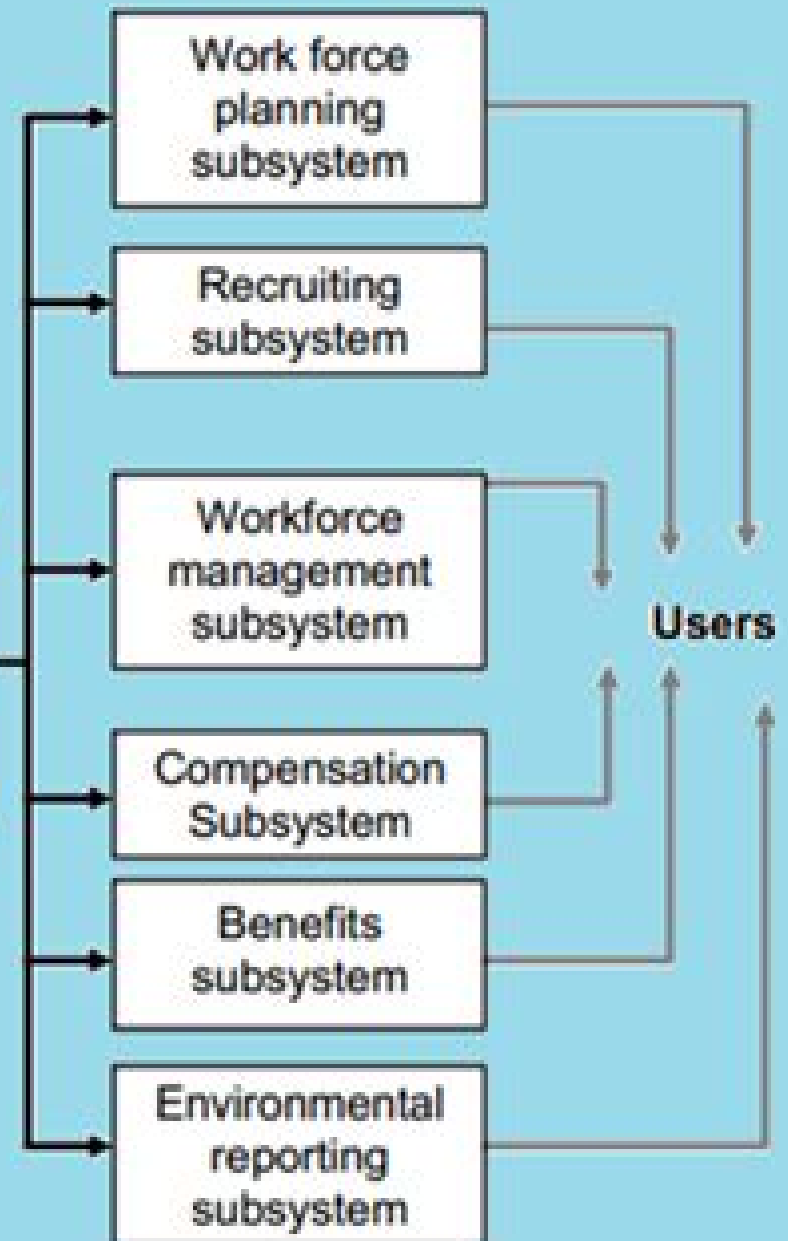 Work force
planning
subsystem
Recruiting
subsystem
Workforce
management
subsystem
Users
Compensation
Subsystem
Benefits
subsystem
Environmental
reporting
subsystem